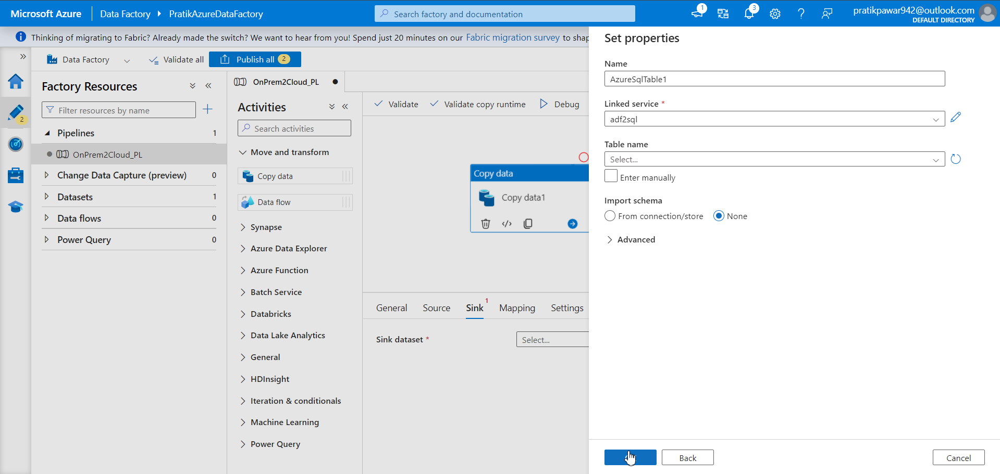 Microsoft Azure
Data Factory
PratikAzureDataFactory
Search factory and documentation
1
3
pratikpawar942@outlook.com
DEFAULT DIRECTORY
Thinking of migrating to Fabric? Already made the switch? We want to hear from you! Spend just 20 minutes on our Fabric migration survey to shap
Data Factory
Validate all
Publish all 2
2
Factory Resources
Filter resources by name
Pipelines 1
OnPrem2Cloud_PL
Change Data Capture (preview) 0
Datasets 1
Data flows 0
Power Query 0
OnPrem2Cloud_PL
Activities
Search activities
Move and transform
Copy data
Data flow
Synapse
Azure Data Explorer
Azure Function
Batch Service
Databricks
Data Lake Analytics
General
HDInsight
Iteration & conditionals
Machine Learning
Power Query
Validate
Validate copy runtime
Debug
Copy data
Copy data1
General
Source
Sink 1
Mapping
Settings
Sink dataset *
Select...
Set properties
Name
AzureSqlTable1
Linked service *
adf2sql
Table name
Select...
Enter manually
Import schema
From connection/store
None
Advanced
Back
Cancel